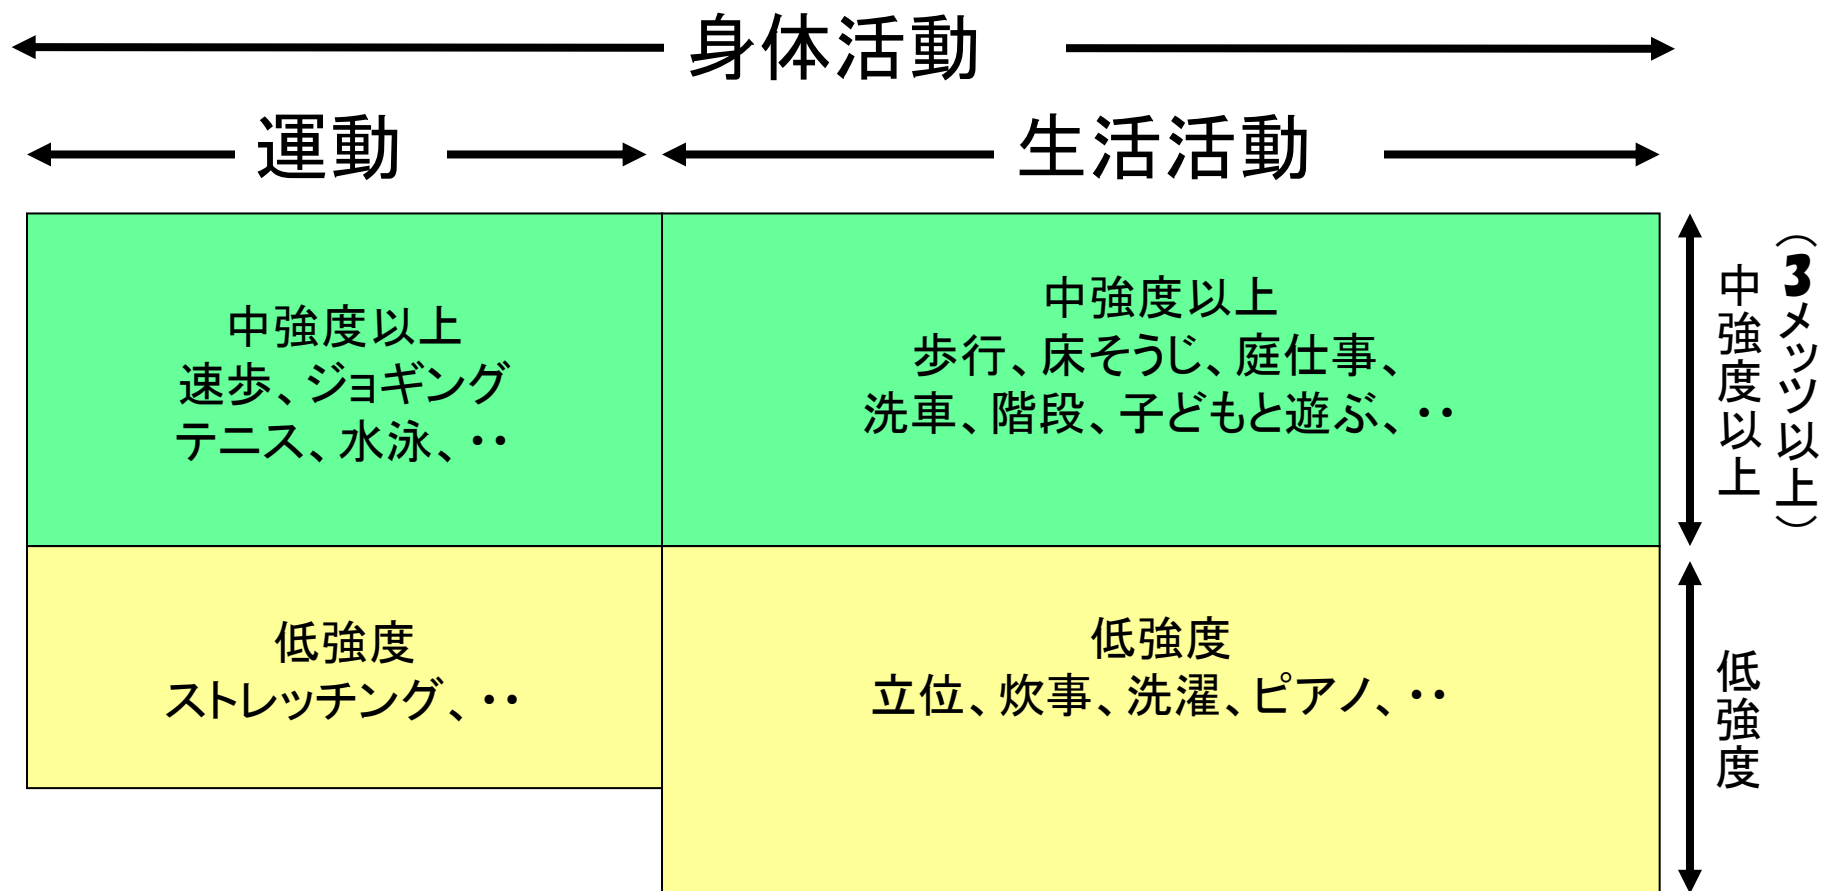 身体活動
運動
生活活動
中強度以上
速歩、ジョギング
テニス、水泳、・・
中強度以上
歩行、床そうじ、庭仕事、
洗車、階段、子どもと遊ぶ、・・
（3メッツ以上）
中強度以上
低強度
ストレッチング、・・
低強度
立位、炊事、洗濯、ピアノ、・・
低強度